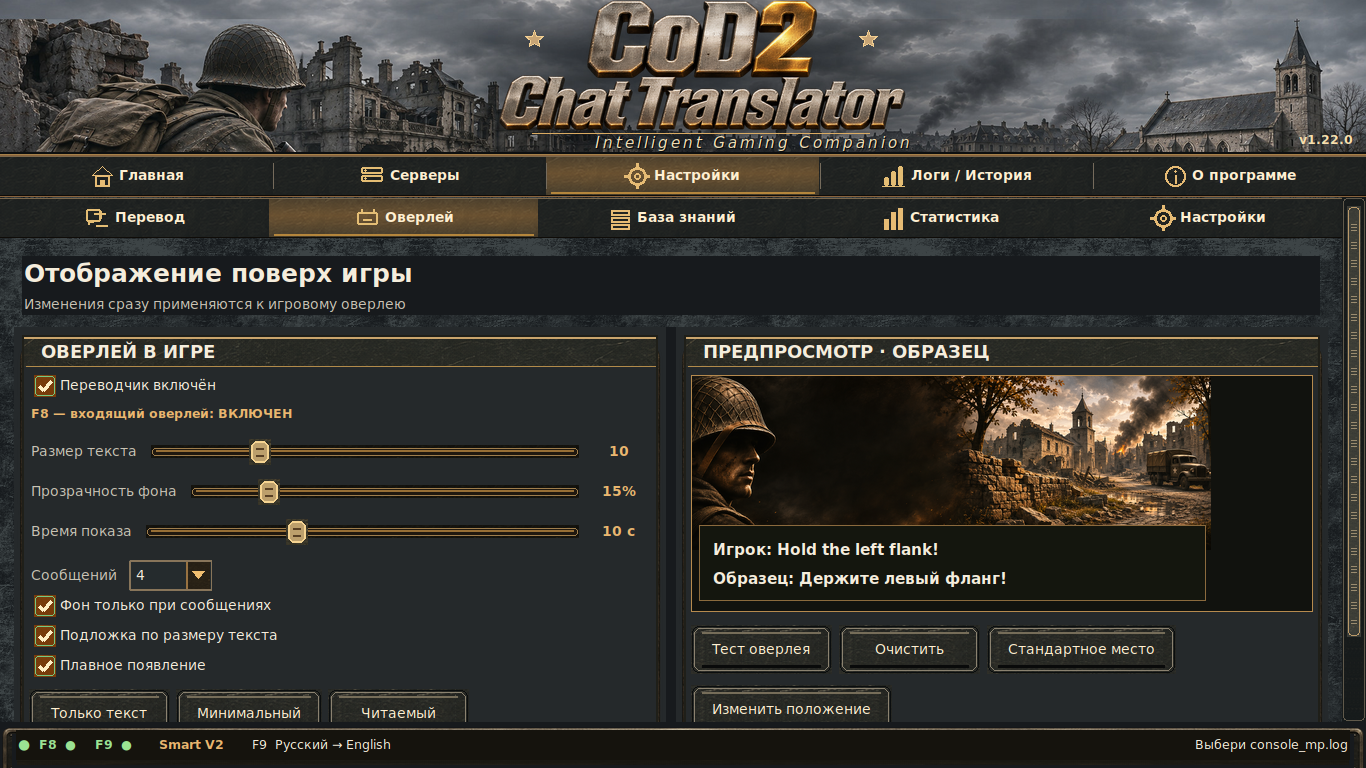 CoD2
Chat Translator
Intelligent Gaming Companion
v1.22.0
Главная
Серверы
Настройки
Логи / История
О программе
Перевод
Оверлей
База знаний
Статистика
Настройки
Отображение поверх игры
Изменения сразу применяются к игровому оверлею
ОВЕРЛЕЙ В ИГРЕ
Переводчик включён
F8 — входящий оверлей: ВКЛЮЧЕН
Размер текста 10
Прозрачность фона 15%
Время показа 10 с
Сообщений 4
Фон только при сообщениях
Подложка по размеру текста
Плавное появление
Только текст Минимальный Читаемый
ПРЕДПРОСМОТР · ОБРАЗЕЦ
Игрок: Hold the left flank!
Образец: Держите левый фланг!
Тест оверлея Очистить Стандартное место
Изменить положение
● F8 ● F9 ● Smart V2 F9 Русский → English
Выбери console_mp.log